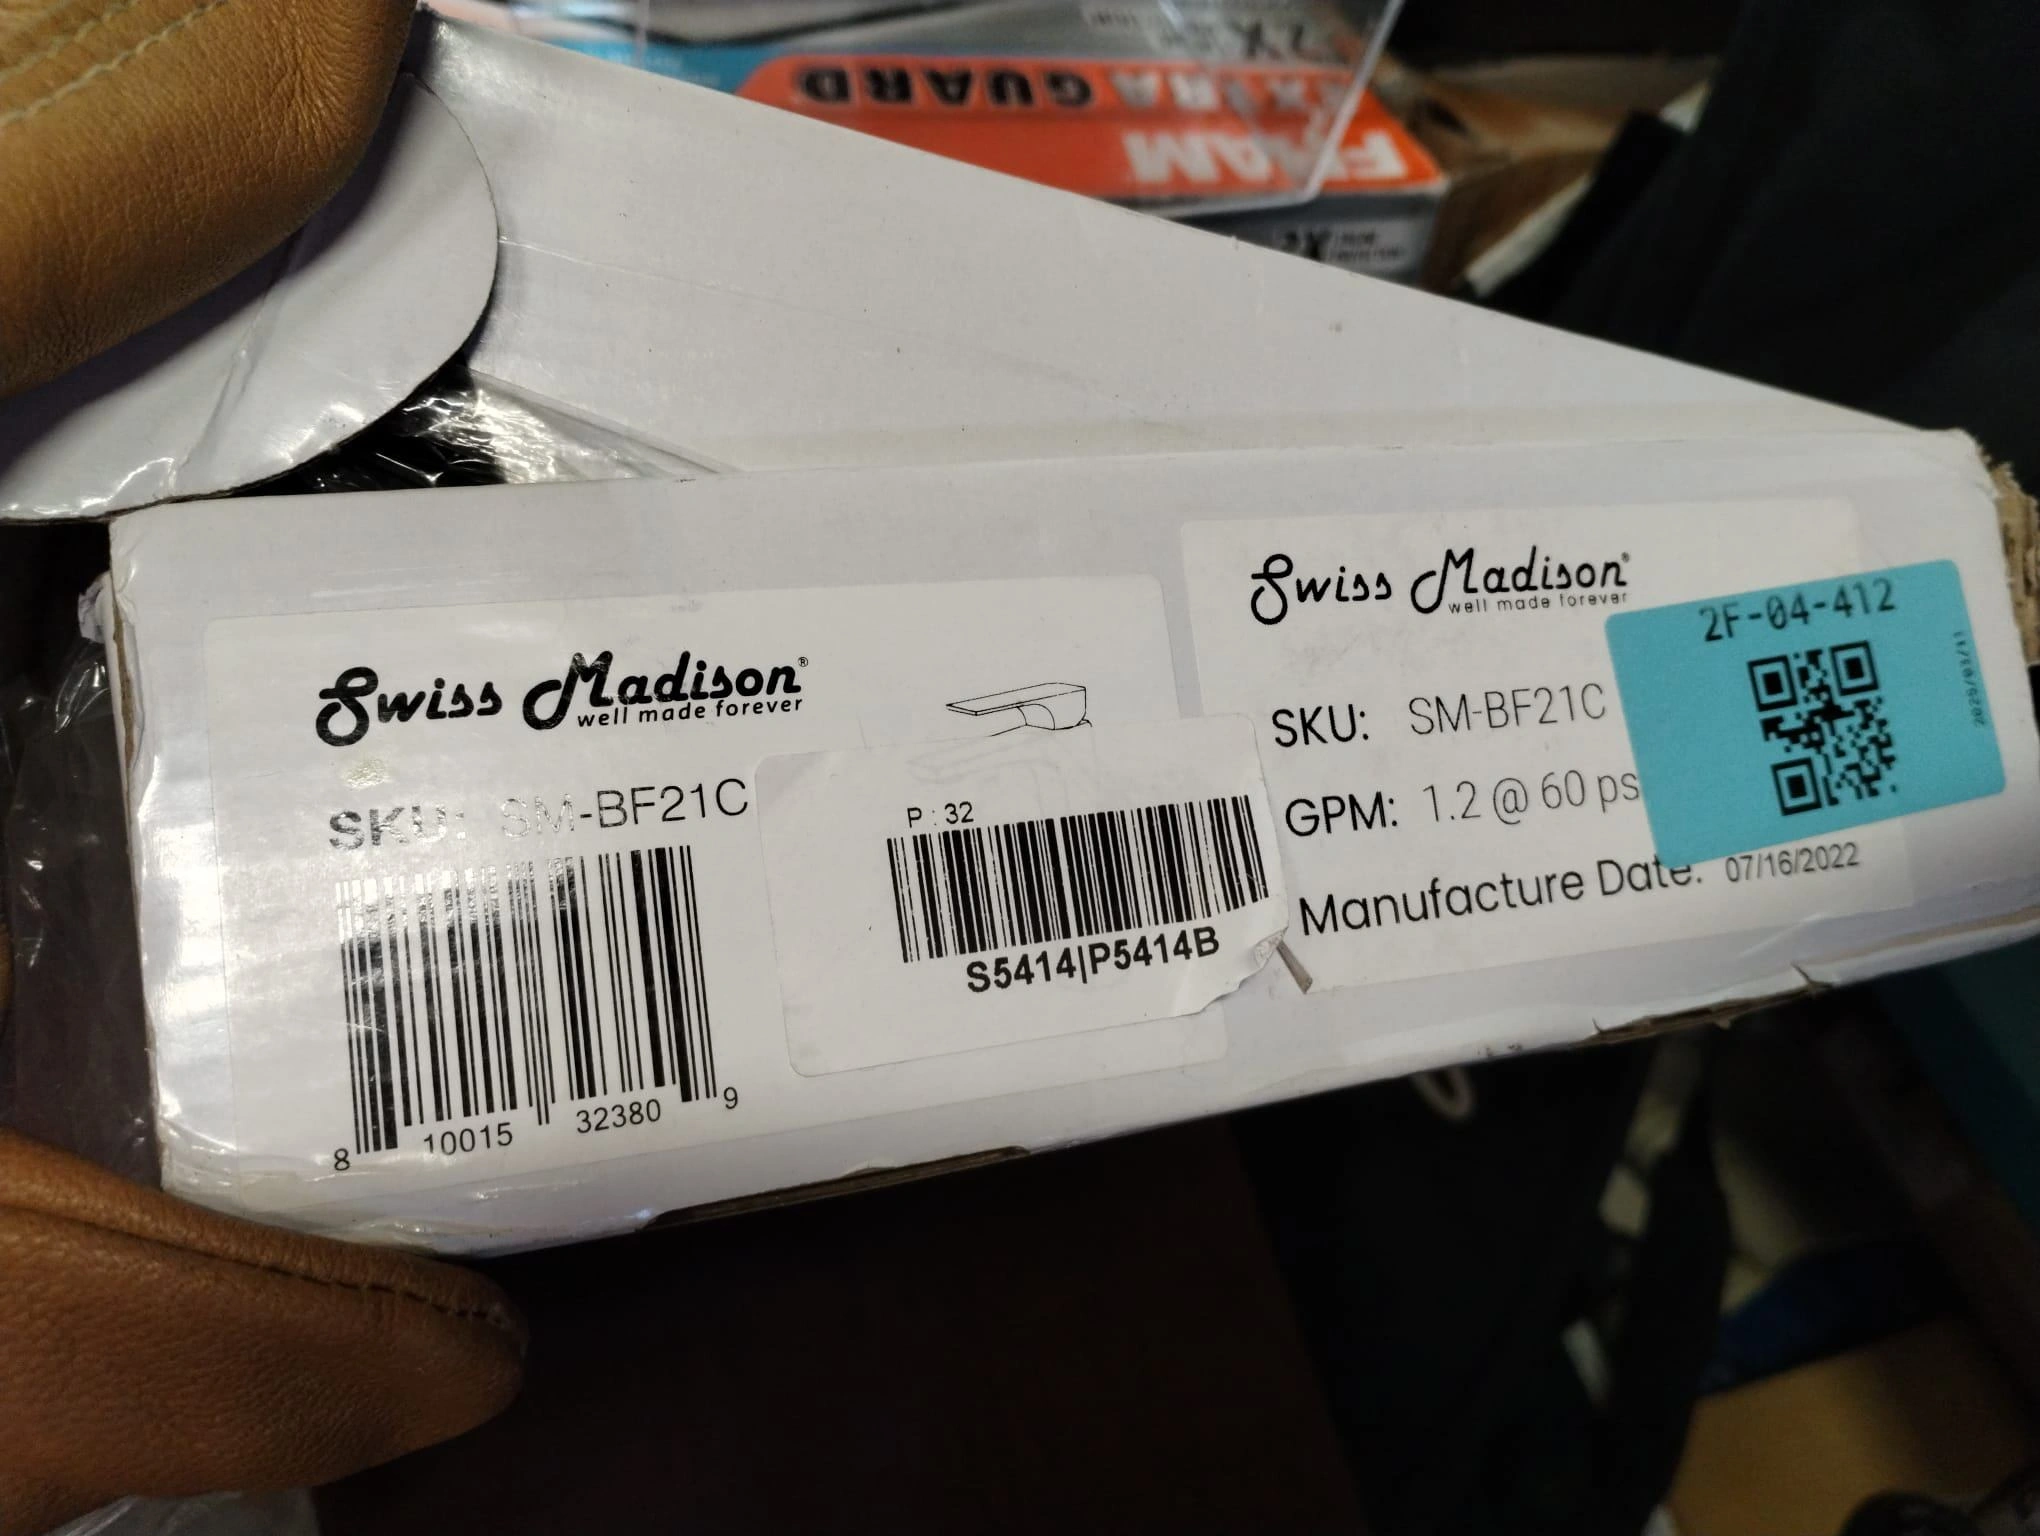 EXTRA GUARD
FRAM
Swiss Madison®
well made forever
SKU: SM-BF21C
8 10015 32380 9
P : 32
S5414|P5414B
Swiss Madison®
well made forever
SKU: SM-BF21C
GPM: 1.2 @ 60 ps
Manufacture Date: 07/16/2022
2F-04-412